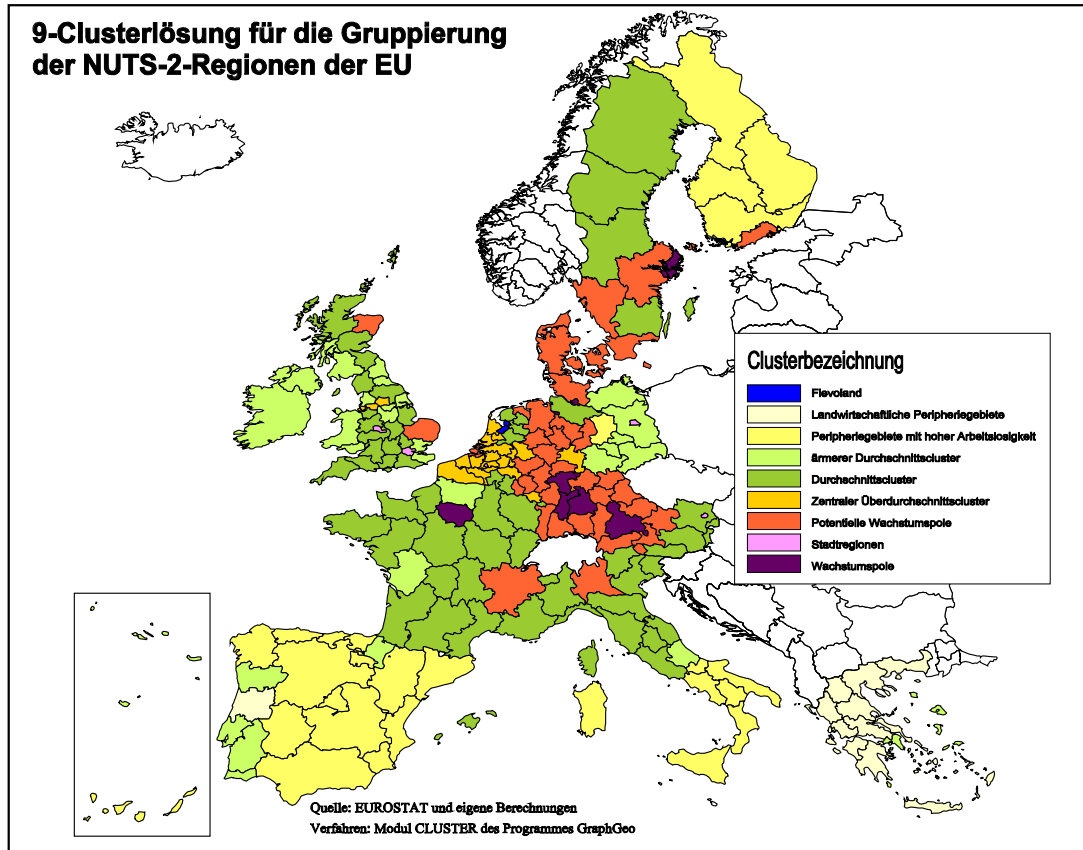 9-Clusterlösung für die Gruppierung
der NUTS-2-Regionen der EU
Clusterbezeichnung
Flevoland
Landwirtschaftliche Peripheriegebiete
Peripheriegebiete mit hoher Arbeitslosigkeit
ärmerer Durchschnittscluster
Durchschnittscluster
Zentraler Überdurchschnittscluster
Potentielle Wachstumspole
Stadtregionen
Wachstumspole
Quelle: EUROSTAT und eigene Berechnungen
Verfahren: Modul CLUSTER des Programmes GraphGeo